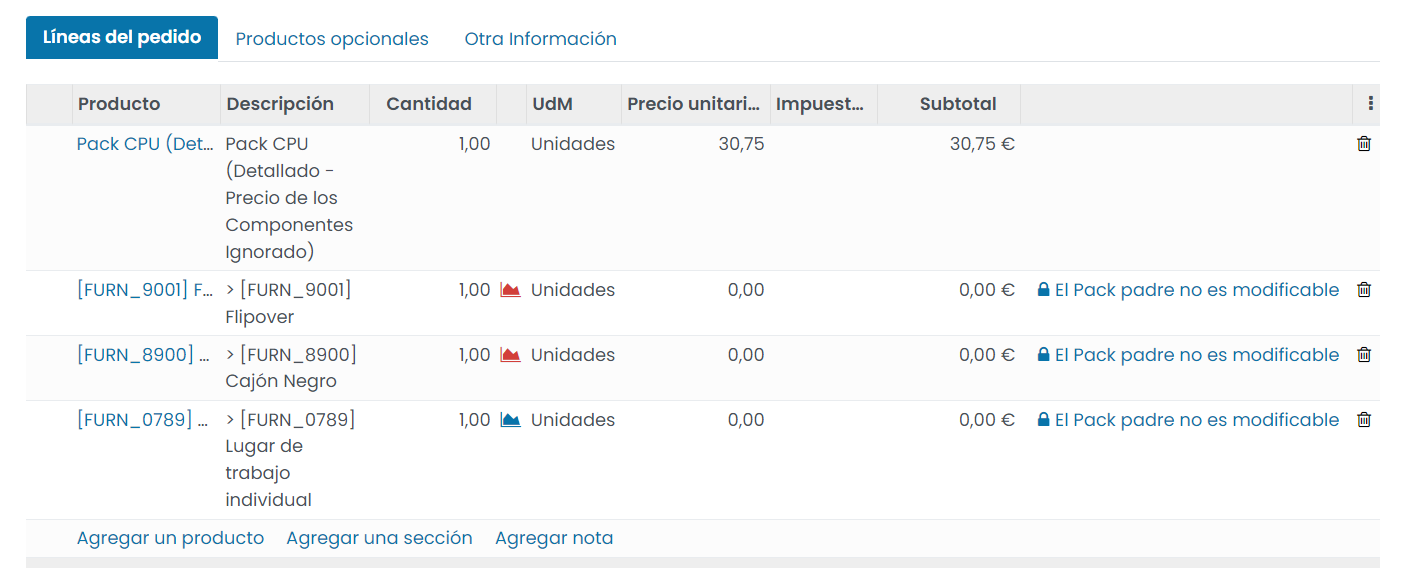 Líneas del pedido Productos opcionales Otra Información
Producto Descripción Cantidad UdM Precio unitari... Impuest... Subtotal
Pack CPU (Det... Pack CPU 1,00 Unidades 30,75 30,75 €
(Detallado -
Precio de los
Componentes
Ignorado)
[FURN_9001] F... > [FURN_9001] 1,00 Unidades 0,00 0,00 € El Pack padre no es modificable
Flipover
[FURN_8900] ... > [FURN_8900] 1,00 Unidades 0,00 0,00 € El Pack padre no es modificable
Cajón Negro
[FURN_0789] ... > [FURN_0789] 1,00 Unidades 0,00 0,00 € El Pack padre no es modificable
Lugar de
trabajo
individual
Agregar un producto Agregar una sección Agregar nota